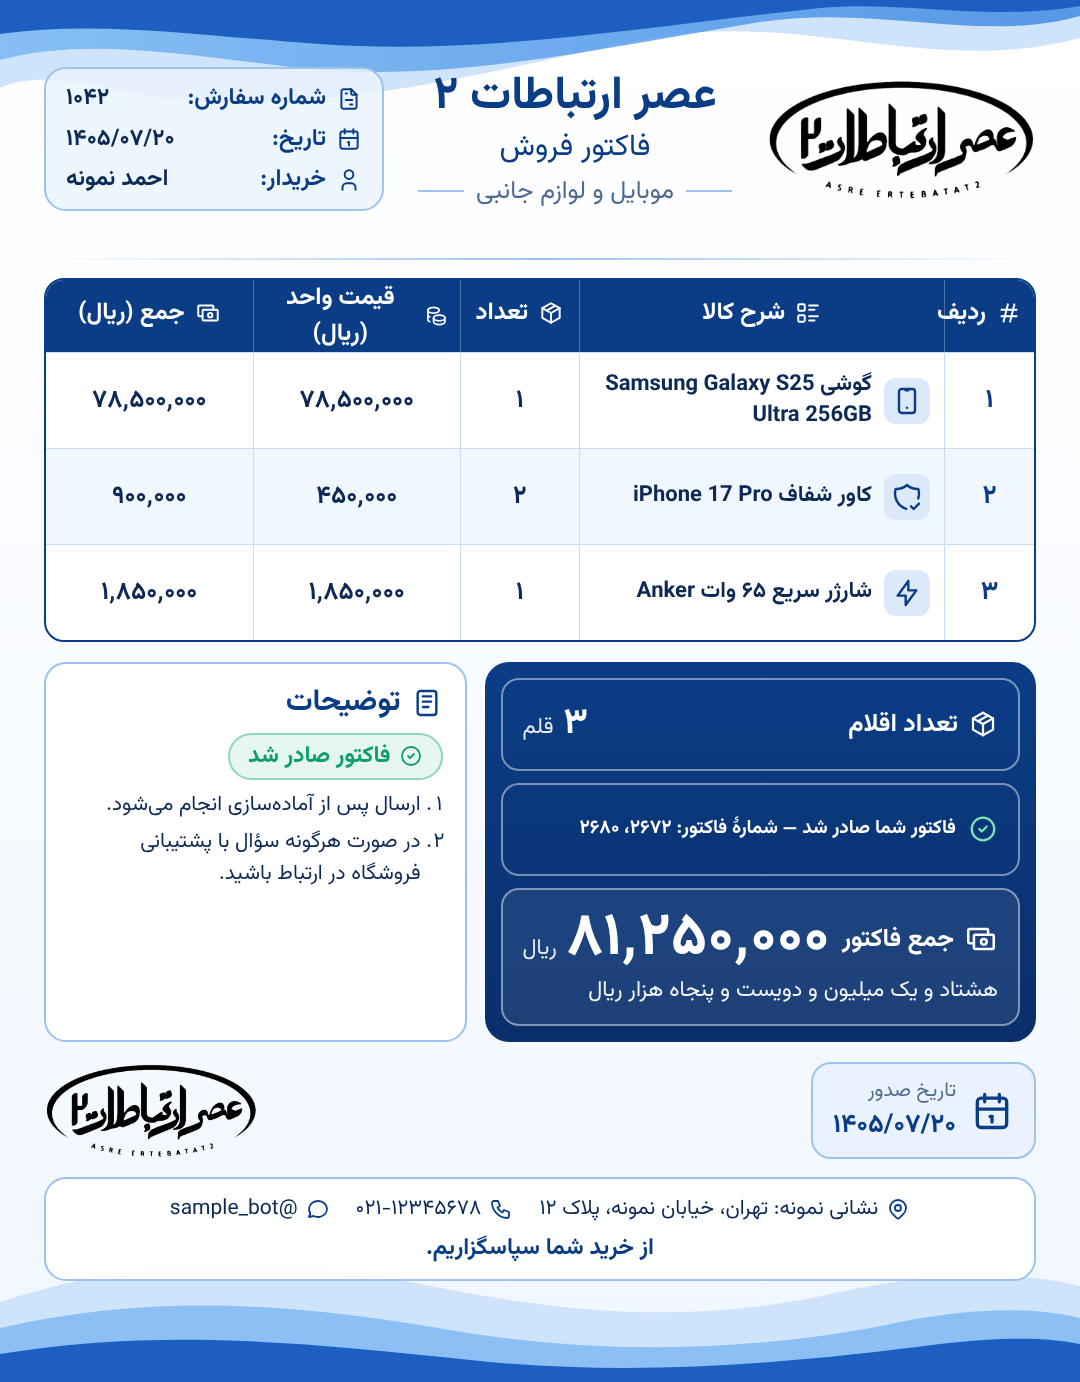 عصر ارتباطات ۲
ASRE ERTEBATAT2
عصر ارتباطات ۲
فاکتور فروش
موبایل و لوازم جانبی
شماره سفارش: ۱۰۴۲
تاریخ: ۱۴۰۵/۰۷/۲۰
خریدار: احمد نمونه
# ردیف شرح کالا تعداد قیمت واحد (ریال) جمع (ریال)
۱ گوشی Samsung Galaxy S25 Ultra 256GB ۱ ۷۸,۵۰۰,۰۰۰ ۷۸,۵۰۰,۰۰۰
۲ کاور شفاف iPhone 17 Pro ۲ ۴۵۰,۰۰۰ ۹۰۰,۰۰۰
۳ شارژر سریع ۶۵ وات Anker ۱ ۱,۸۵۰,۰۰۰ ۱,۸۵۰,۰۰۰
تعداد اقلام ۳ قلم
فاکتور شما صادر شد – شمارهٔ فاکتور: ۲۶۷۲، ۲۶۸۰
جمع فاکتور ۸۱,۲۵۰,۰۰۰ ریال
هشتاد و یک میلیون و دویست و پنجاه هزار ریال
توضیحات
فاکتور صادر شد
۱. ارسال پس از آماده‌سازی انجام می‌شود.
۲. در صورت هرگونه سؤال با پشتیبانی
فروشگاه در ارتباط باشید.
تاریخ صدور
۱۴۰۵/۰۷/۲۰
عصر ارتباطات ۲
ASRE ERTEBATAT2
نشانی نمونه: تهران، خیابان نمونه، پلاک ۱۲ ۰۲۱-۱۲۳۴۵۶۷۸ @sample_bot
از خرید شما سپاسگزاریم.